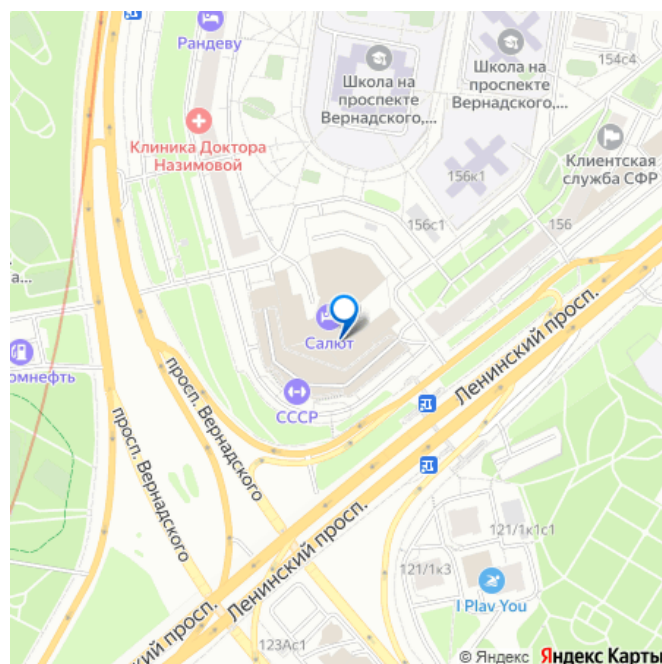 Рандеву
Школа на
проспекте
Вернадского,...
Школа на
проспекте
Вернадского,...
154с4
Клиника Доктора
Назимовой
156к1
Клиентская
служба СФР
156с1
156
а...
Салют
омнефть
СССР
Ленинский просп.
просп. Вернадского
просп. Вернадского
Ленинский просп.
ский просп.
121/1к1с1
121/1к3
I Play You
123Ас1
© Яндекс Яндекс Карты